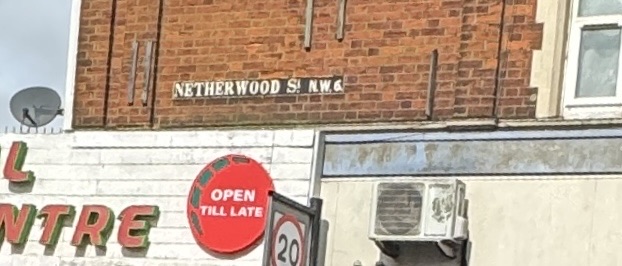 NETHERWOOD St N.W.6.
L
NTRE
OPEN
TILL LATE
20